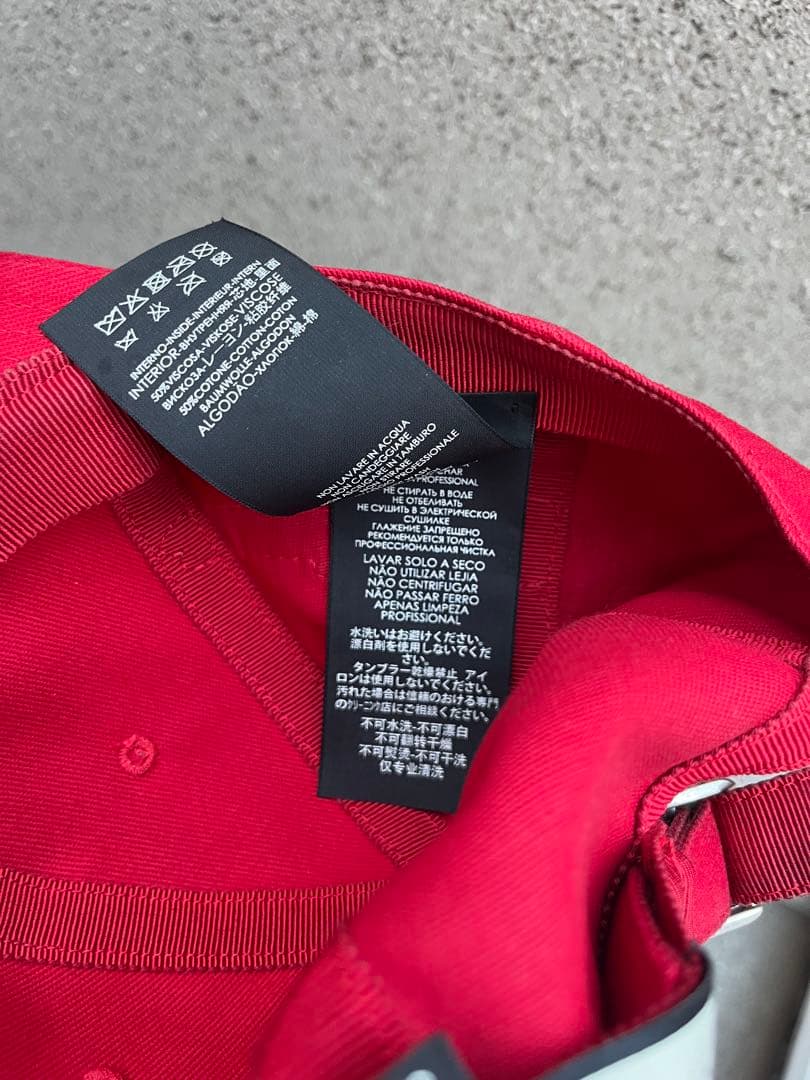 INTERNO-INSIDE-INTERIEUR-INTERN
INTERIOR-ВНУТРЕННЯЯ-芯地-里面
50%VISCOSA-VISKOSE-VISCOSE
ВИСКОЗА-レーヨン-粘胶纤维
50%COTONE-COTTON-COTON
BAUMWOLLE-ALGODON
ALGODAO-ХЛОПОК-綿-棉
NON LAVARE IN ACQUA
NON CANDEGGIARE
ASCIUGARE IN TAMBURO
NON STIRARE
PROFESSIONALE
PROFESSIONAL
НЕ СТИРАТЬ В ВОДЕ
НЕ ОТБЕЛИВАТЬ
НЕ СУШИТЬ В ЭЛЕКТРИЧЕСКОЙ
СУШИЛКЕ
ГЛАЖЕНИЕ ЗАПРЕЩЕНО
РЕКОМЕНДУЕТСЯ ТОЛЬКО
ПРОФЕССИОНАЛЬНАЯ ЧИСТКА
LAVAR SOLO A SECO
NÃO UTILIZAR LEJIA
NÃO CENTRIFUGAR
NÃO PASSAR FERRO
APENAS LIMPEZA
PROFISSIONAL
水洗いはお避けください。
漂白剤を使用しないでくだ
さい。
タンブラー乾燥禁止 アイ
ロンは使用しないでください。
汚れた場合は信頼のおける専門
のクリーニング店にご相談ください。
不可水洗-不可漂白
不可翻转干燥
不可熨烫-不可干洗
仅专业清洗